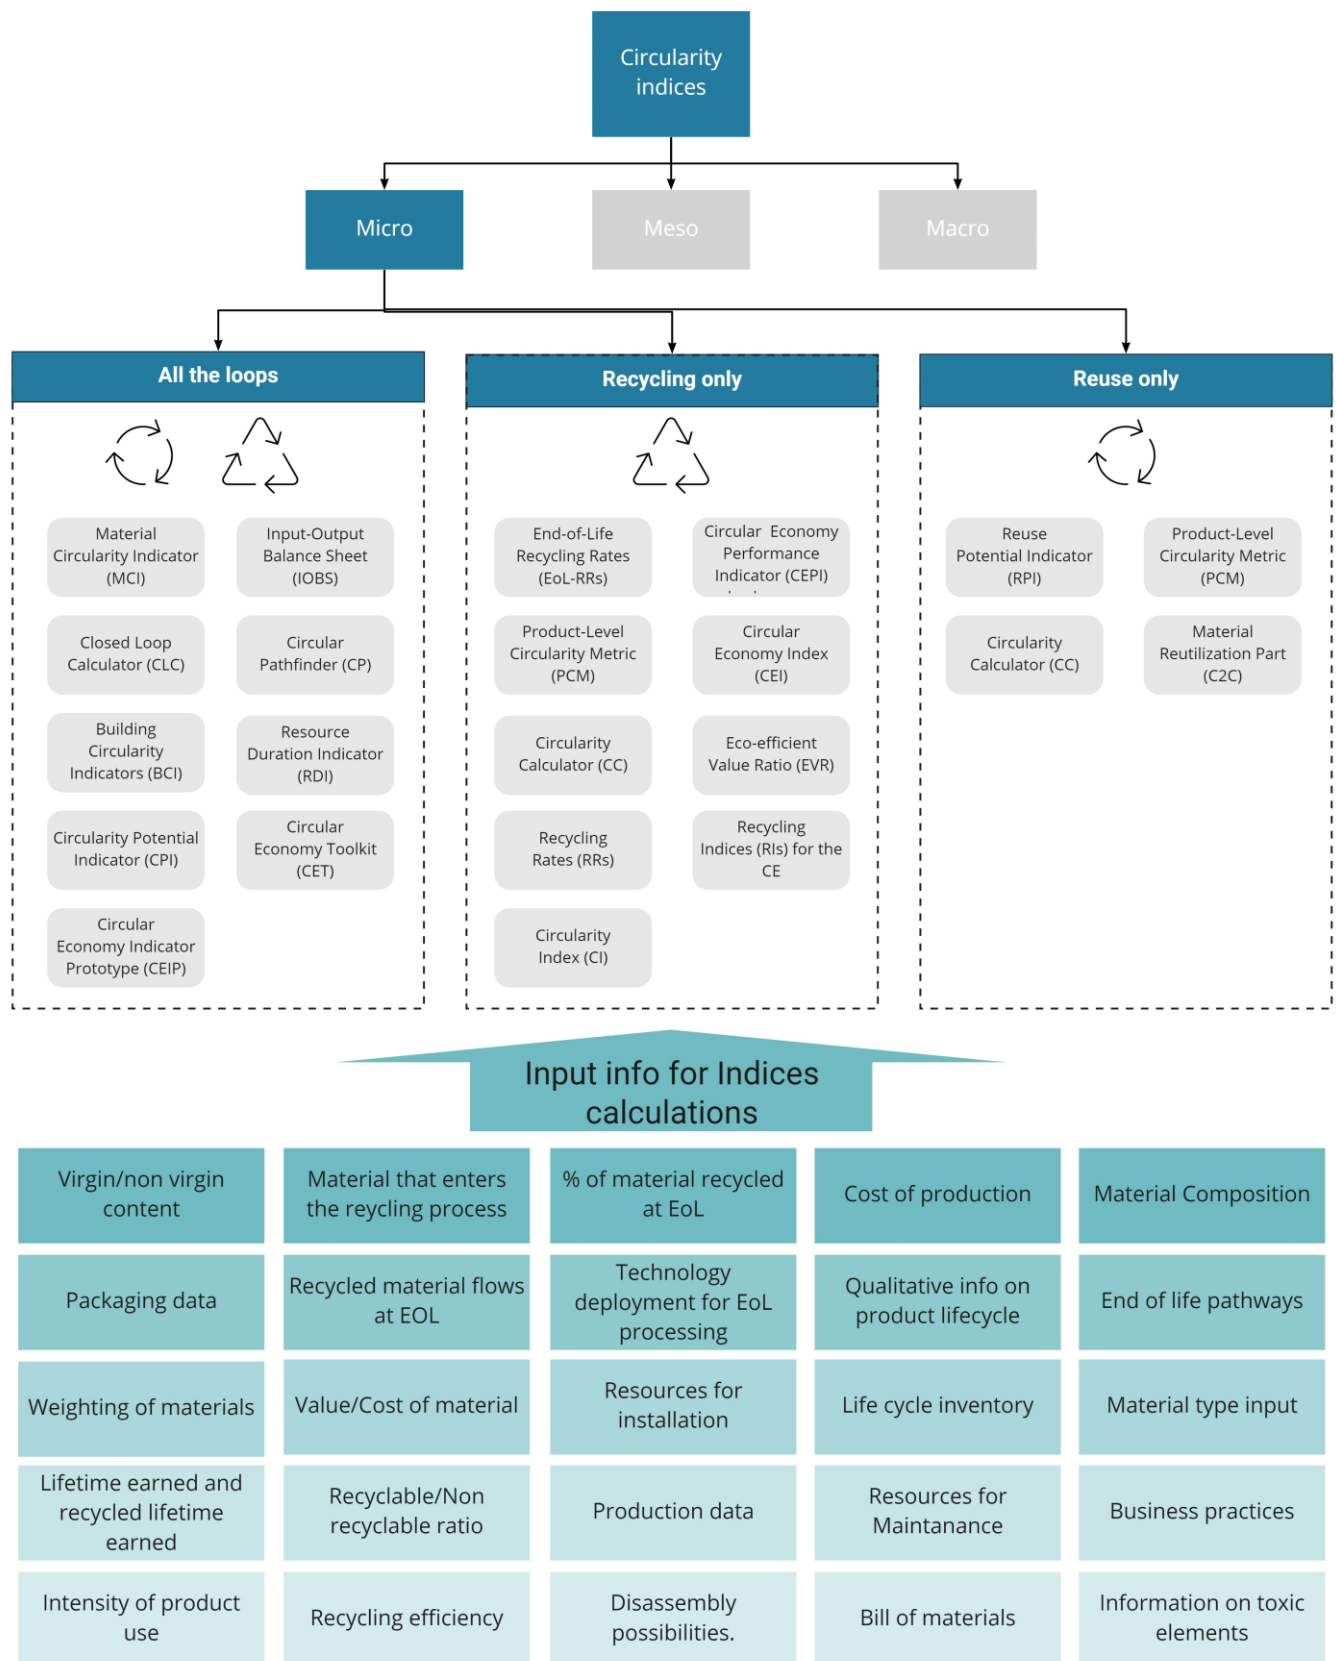 Circularity
indices
Micro
Meso
Macro
All the loops
Material
Circularity Indicator
(MCI)
Input-Output
Balance Sheet
(IOBS)
Closed Loop
Calculator (CLC)
Circular
Pathfinder (CP)
Building
Circularity
Indicators (BCI)
Resource
Duration Indicator
(RDI)
Circularity Potential
Indicator (CPI)
Circular
Economy Toolkit
(CET)
Circular
Economy Indicator
Prototype (CEIP)
Recycling only
End-of-Life
Recycling Rates
(EoL-RRs)
Circular Economy
Performance
Indicator (CEPI)
Product-Level
Circularity Metric
(PCM)
Circular
Economy Index
(CEI)
Circularity
Calculator (CC)
Eco-efficient
Value Ratio (EVR)
Recycling
Rates (RRs)
Recycling
Indices (RIs) for the
CE
Circularity
Index (CI)
Reuse only
Reuse
Potential Indicator
(RPI)
Product-Level
Circularity Metric
(PCM)
Circularity
Calculator (CC)
Material
Reutilization Part
(C2C)
Input info for Indices
calculations
Virgin/non virgin
content
Material that enters
the reycling process
% of material recycled
at EoL
Cost of production
Material Composition
Packaging data
Recycled material flows
at EOL
Technology
deployment for EoL
processing
Qualitative info on
product lifecycle
End of life pathways
Weighting of materials
Value/Cost of material
Resources for
installation
Life cycle inventory
Material type input
Lifetime earned and
recycled lifetime
earned
Recyclable/Non
recyclable ratio
Production data
Resources for
Maintanance
Business practices
Intensity of product
use
Recycling efficiency
Disassembly
possibilities.
Bill of materials
Information on toxic
elements